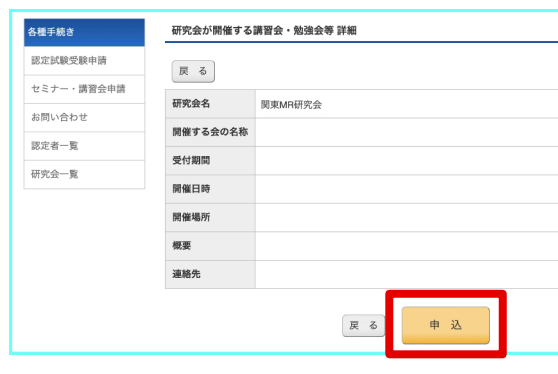 各種手続き
認定試験受験申請
セミナー・講習会申請
お問い合わせ
認定者一覧
研究会一覧
研究会が開催する講習会・勉強会等 詳細
戻 る
研究会名 関東MR研究会
開催する会の名称
受付期間
開催日時
開催場所
概要
連絡先
戻 る 申 込